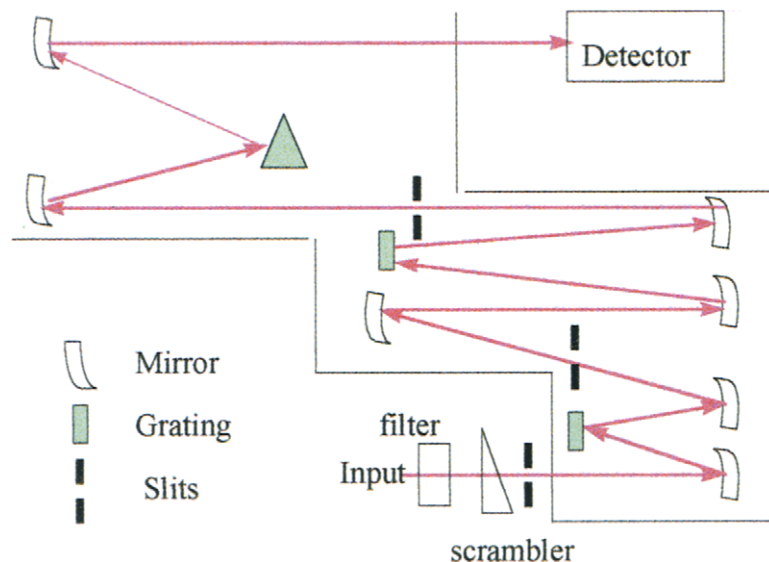 Detector
Mirror
Grating
Slits
filter
Input
scrambler